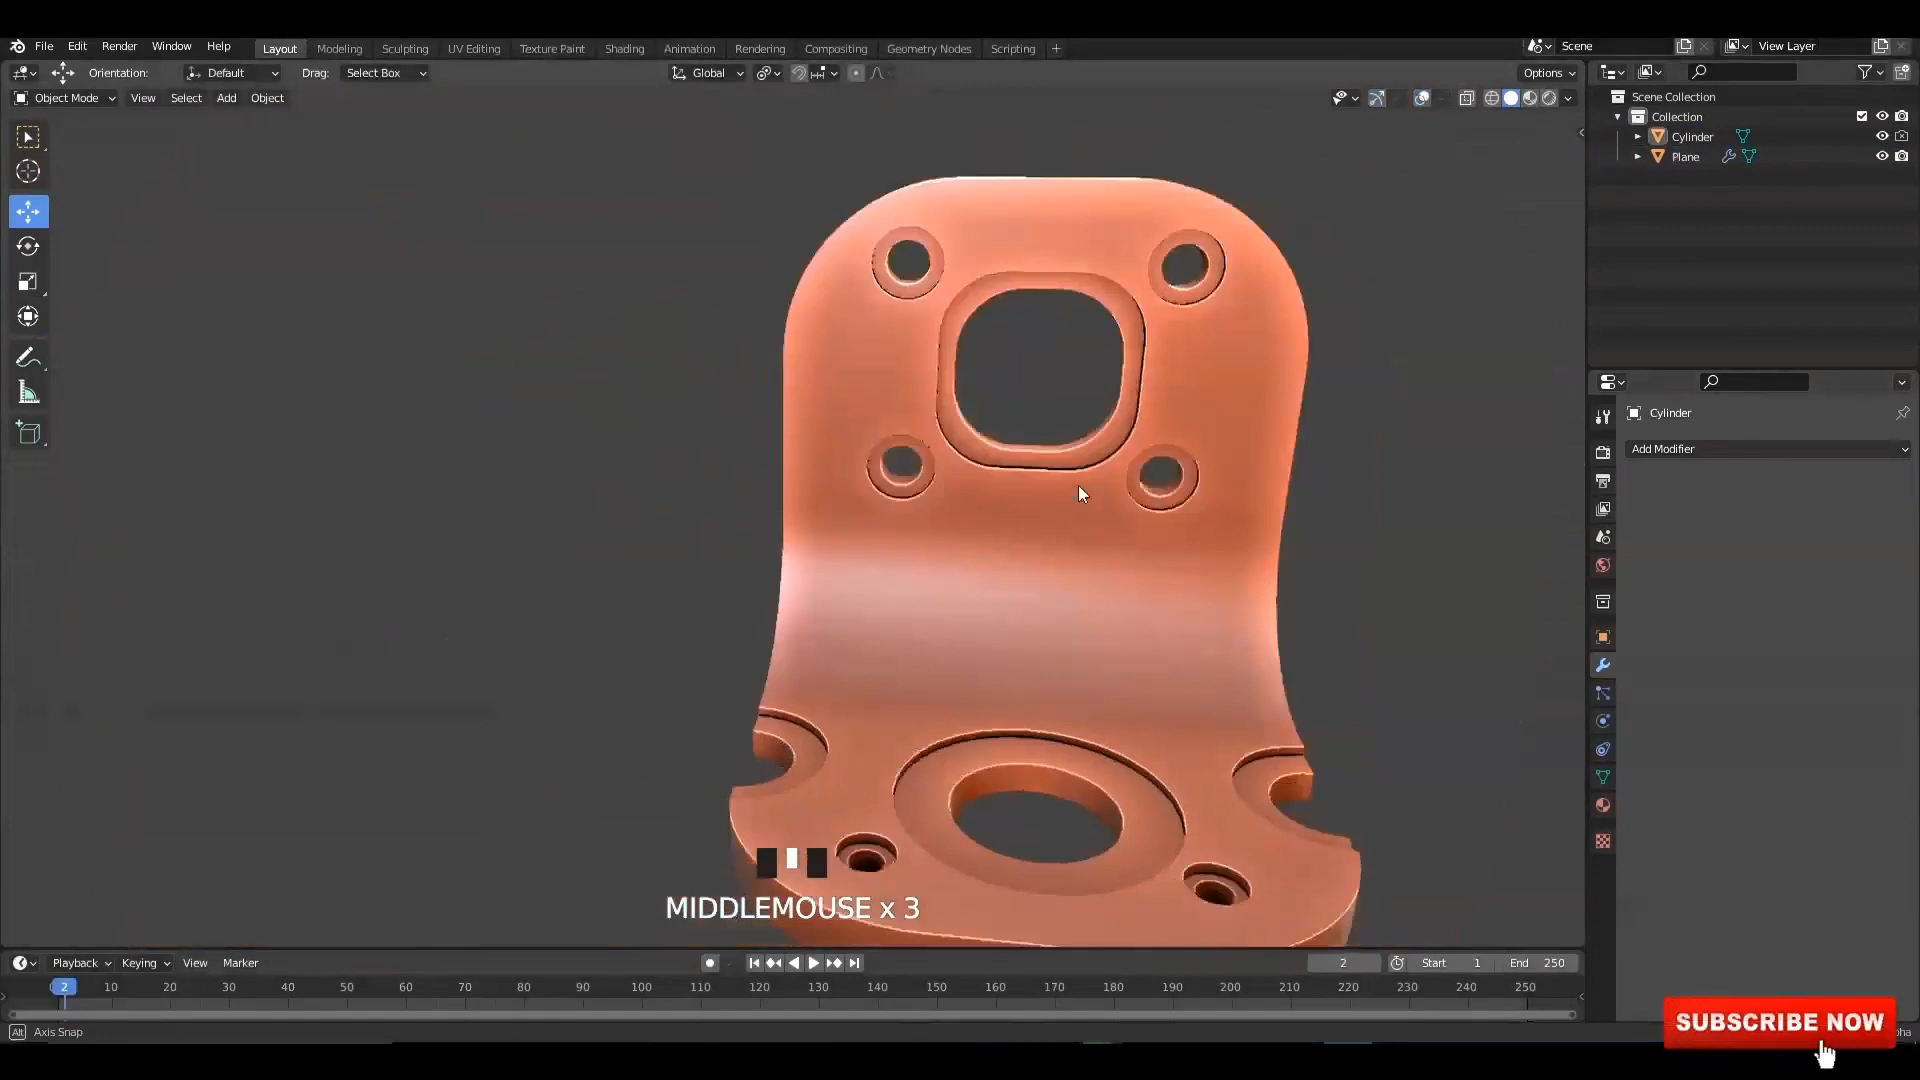 File Edit Render Window Help Layout Modeling Sculpting UV Editing Texture Paint Shading Animation Rendering Compositing Geometry Nodes Scripting + Scene View Layer
Orientation: Default Drag: Select Box Global Options
Object Mode View Select Add Object
Scene Collection
Collection
Cylinder
Plane
Cylinder
Add Modifier
MIDDLEMOUSE x 3
Playback Keying View Marker 2 Start 1 End 250
2 10 20 30 40 50 60 70 80 90 100 110 120 130 140 150 160 170 180 190 200 210 220 230 240 250
Alt Axis Snap
SUBSCRIBE NOW